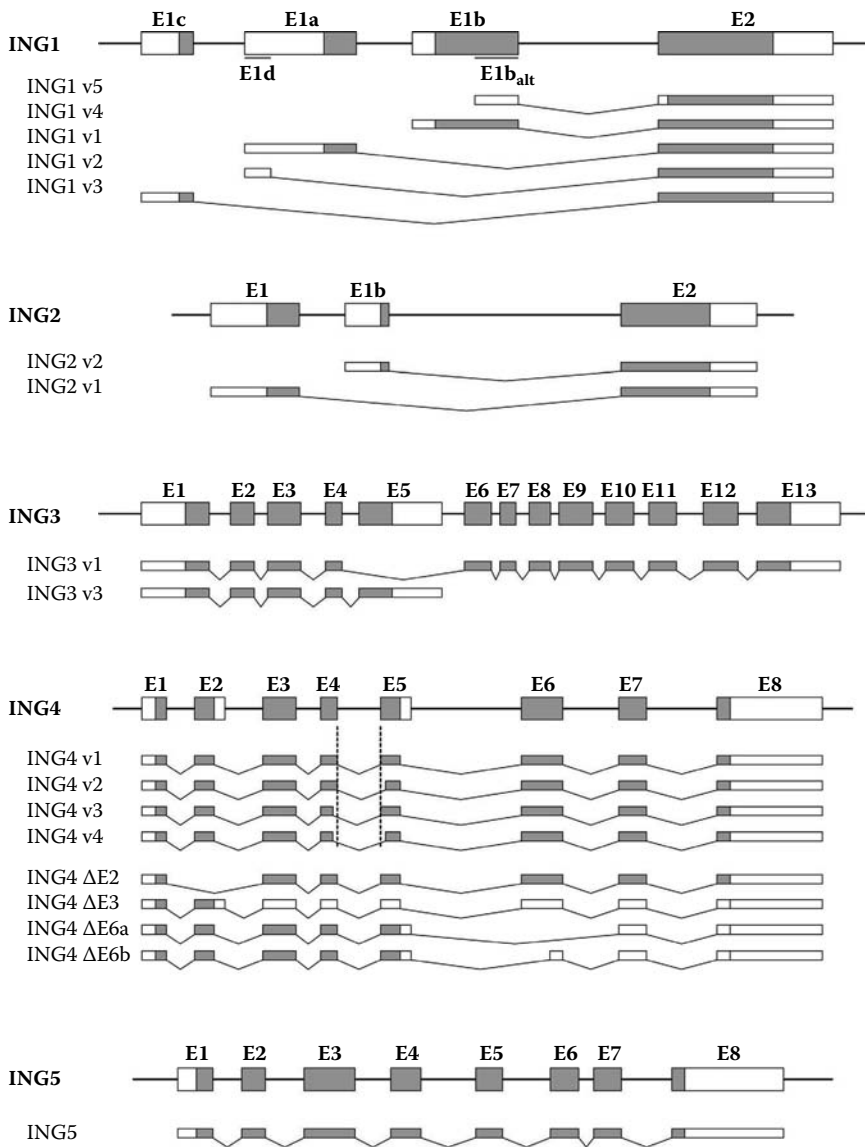 E1c E1a E1b E2
ING1
E1d E1b alt
ING1 v5
ING1 v4
ING1 v1
ING1 v2
ING1 v3
E1 E1b E2
ING2
ING2 v2
ING2 v1
E1 E2 E3 E4 E5 E6 E7 E8 E9 E10 E11 E12 E13
ING3
ING3 v1
ING3 v3
E1 E2 E3 E4 E5 E6 E7 E8
ING4
ING4 v1
ING4 v2
ING4 v3
ING4 v4
ING4 ΔE2
ING4 ΔE3
ING4 ΔE6a
ING4 ΔE6b
E1 E2 E3 E4 E5 E6 E7 E8
ING5
ING5